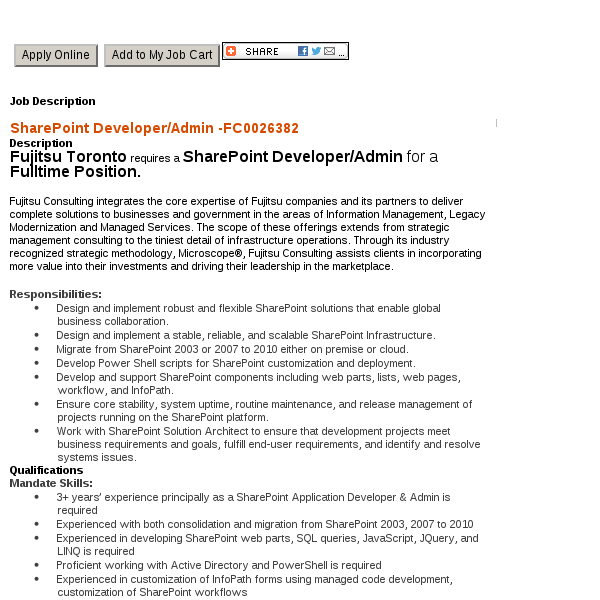 Apply Online Add to My Job Cart SHARE ...
Job Description
SharePoint Developer/Admin -FC0026382
Description
Fujitsu Toronto requires a SharePoint Developer/Admin for a
Fulltime Position.
Fujitsu Consulting integrates the core expertise of Fujitsu companies and its partners to deliver
complete solutions to businesses and government in the areas of Information Management, Legacy
Modernization and Managed Services. The scope of these offerings extends from strategic
management consulting to the tiniest detail of infrastructure operations. Through its industry
recognized strategic methodology, Microscope®, Fujitsu Consulting assists clients in incorporating
more value into their investments and driving their leadership in the marketplace.
Responsibilities:
• Design and implement robust and flexible SharePoint solutions that enable global
business collaboration.
• Design and implement a stable, reliable, and scalable SharePoint Infrastructure.
• Migrate from SharePoint 2003 or 2007 to 2010 either on premise or cloud.
• Develop Power Shell scripts for SharePoint customization and deployment.
• Develop and support SharePoint components including web parts, lists, web pages,
workflow, and InfoPath.
• Ensure core stability, system uptime, routine maintenance, and release management of
projects running on the SharePoint platform.
• Work with SharePoint Solution Architect to ensure that development projects meet
business requirements and goals, fulfill end-user requirements, and identify and resolve
systems issues.
Qualifications
Mandate Skills:
• 3+ years' experience principally as a SharePoint Application Developer & Admin is
required
• Experienced with both consolidation and migration from SharePoint 2003, 2007 to 2010
• Experienced in developing SharePoint web parts, SQL queries, JavaScript, JQuery, and
LINQ is required
• Proficient working with Active Directory and PowerShell is required
• Experienced in customization of InfoPath forms using managed code development,
customization of SharePoint workflows